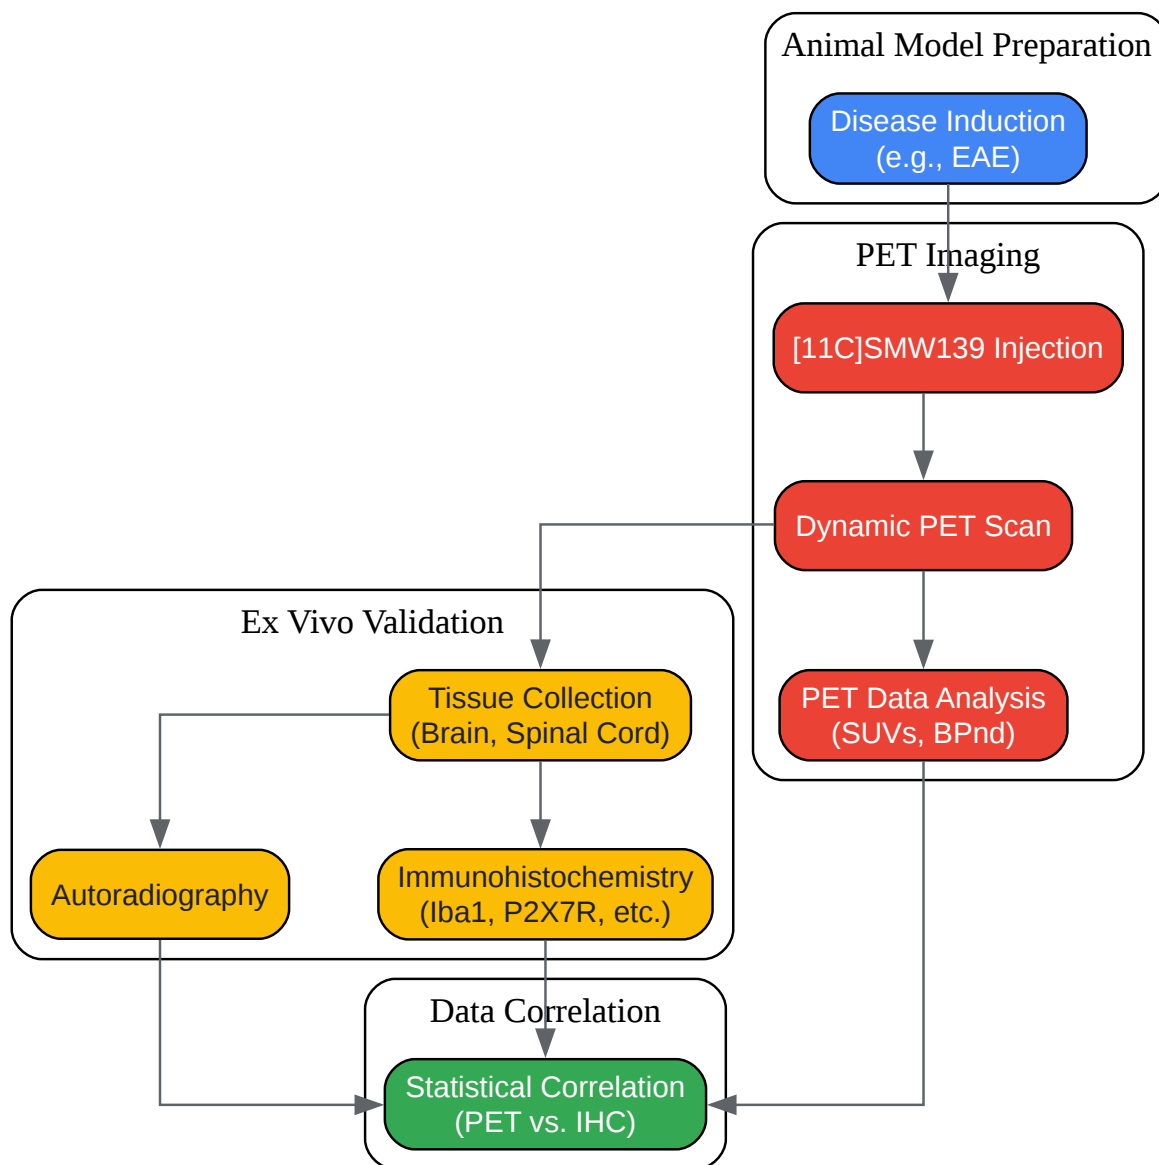 Animal Model Preparation
Disease Induction
(e.g., EAE)
PET Imaging
[11C]SMW139 Injection
Dynamic PET Scan
Ex Vivo Validation
Tissue Collection
(Brain, Spinal Cord)
PET Data Analysis
(SUVs, BPnd)
Autoradiography
Immunohistochemistry
(Iba1, P2X7R, etc.)
Data Correlation
Statistical Correlation
(PET vs. IHC)